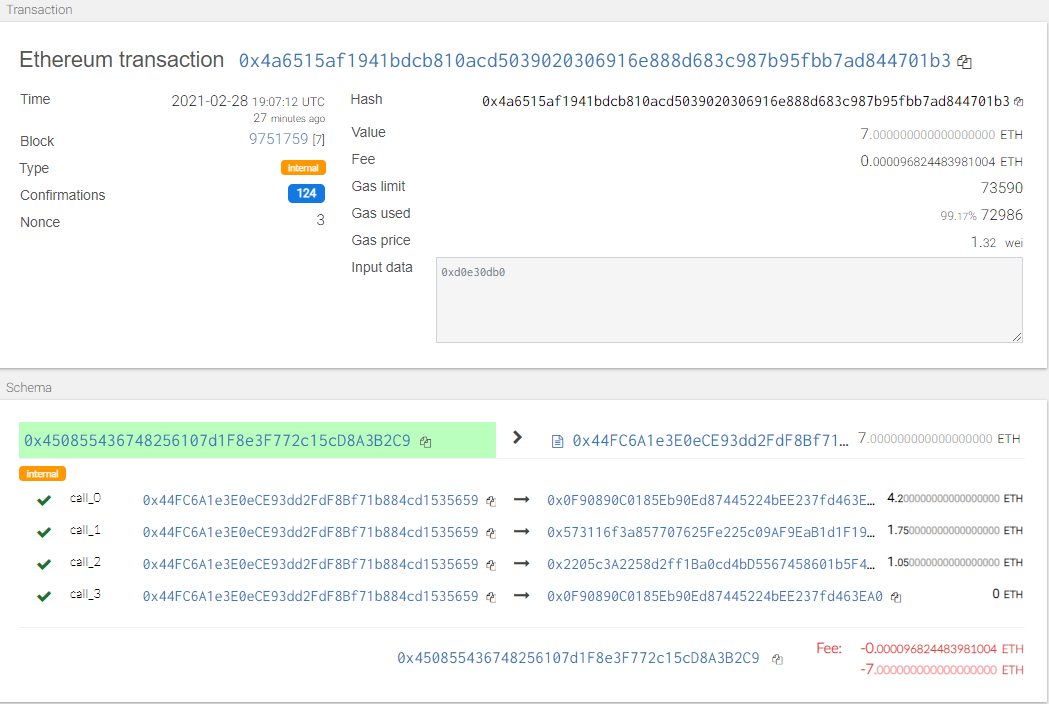 Transaction
Ethereum transaction 0x4a6515af1941bdcb810acd5039020306916e888d683c987b95fbb7ad844701b3
Time 2021-02-28 19:07:12 UTC
27 minutes ago
Block 9751759 [7]
Type Internal
Confirmations 124
Nonce 3
Hash 0x4a6515af1941bdcb810acd5039020306916e888d683c987b95fbb7ad844701b3
Value 7.000000000000000000 ETH
Fee 0.000096824483981004 ETH
Gas limit 73590
Gas used 99.17% 72986
Gas price 1.32 wei
Input data 0xd0e30db0
Schema
0x450855436748256107d1F8e3F772c15cD8A3B2C9 0x44FC6A1e3E0eCE93dd2FdF8Bf71... 7.000000000000000000 ETH
Internal
call_0 0x44FC6A1e3E0eCE93dd2FdF8Bf71b884cd1535659 0x0F90890C0185Eb90Ed87445224bEE237fd463E... 4.200000000000000000 ETH
call_1 0x44FC6A1e3E0eCE93dd2FdF8Bf71b884cd1535659 0x573116f3a857707625Fe225c09AF9EaB1d1F19... 1.750000000000000000 ETH
call_2 0x44FC6A1e3E0eCE93dd2FdF8Bf71b884cd1535659 0x2205c3A2258d2ff1Ba0cd4bD5567458601b5F4... 1.050000000000000000 ETH
call_3 0x44FC6A1e3E0eCE93dd2FdF8Bf71b884cd1535659 0x0F90890C0185Eb90Ed87445224bEE237fd463EA0 0 ETH
0x450855436748256107d1F8e3F772c15cD8A3B2C9 Fee: -0.000096824483981004 ETH
-7.000000000000000000 ETH